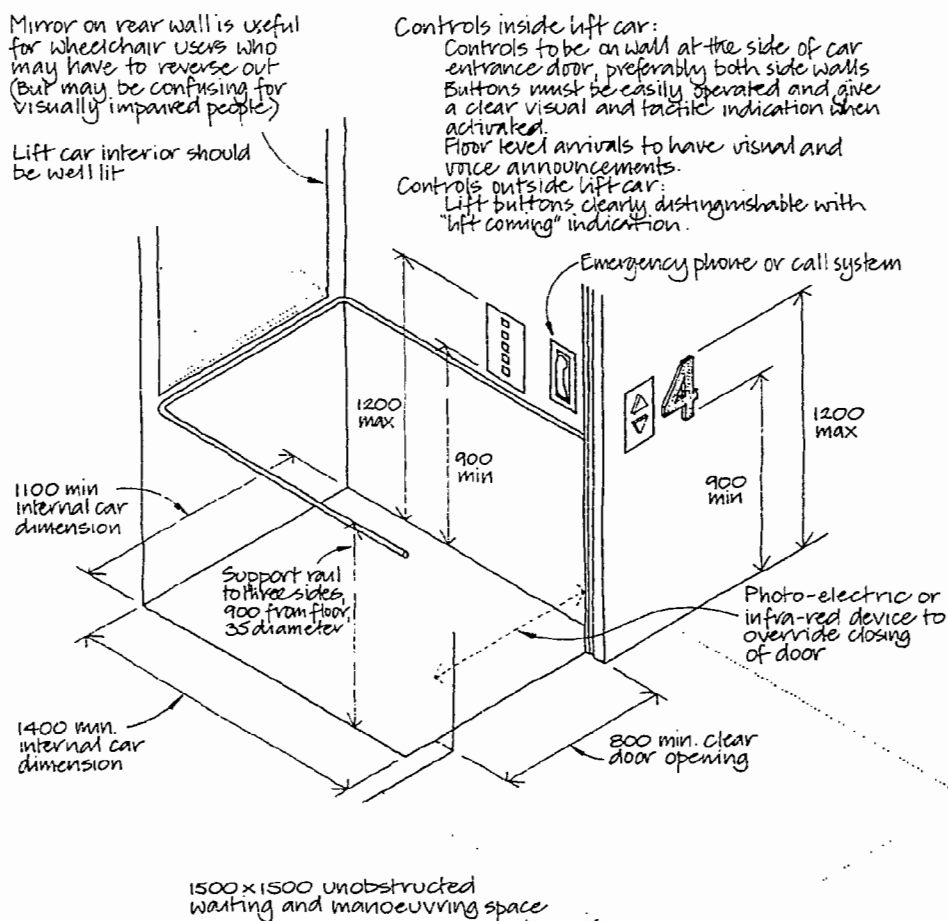 Mirror on rear wall is useful
for wheelchair users who
may have to reverse out
(But may be confusing for
visually impaired people)
Lift car interior should
be well lit
Controls inside lift car:
Controls to be on wall at the side of car
entrance door, preferably both side walls
Buttons must be easily operated and give
a clear visual and tactile indication when
activated.
Floor level arrivals to have visual and
voice announcements.
Controls outside lift car:
Lift buttons clearly distinguishable with
"lift coming" indication.
Emergency phone or call system
4
1200
max
900
min
1200
max
900
min
1100 min
internal car
dimension
Support rail
to three sides,
900 from floor,
35 diameter
Photo-electric or
infra-red device to
override closing
of door
1400 min.
internal car
dimension
800 min. clear
door opening
1500 x 1500 unobstructed
waiting and manoeuvring space